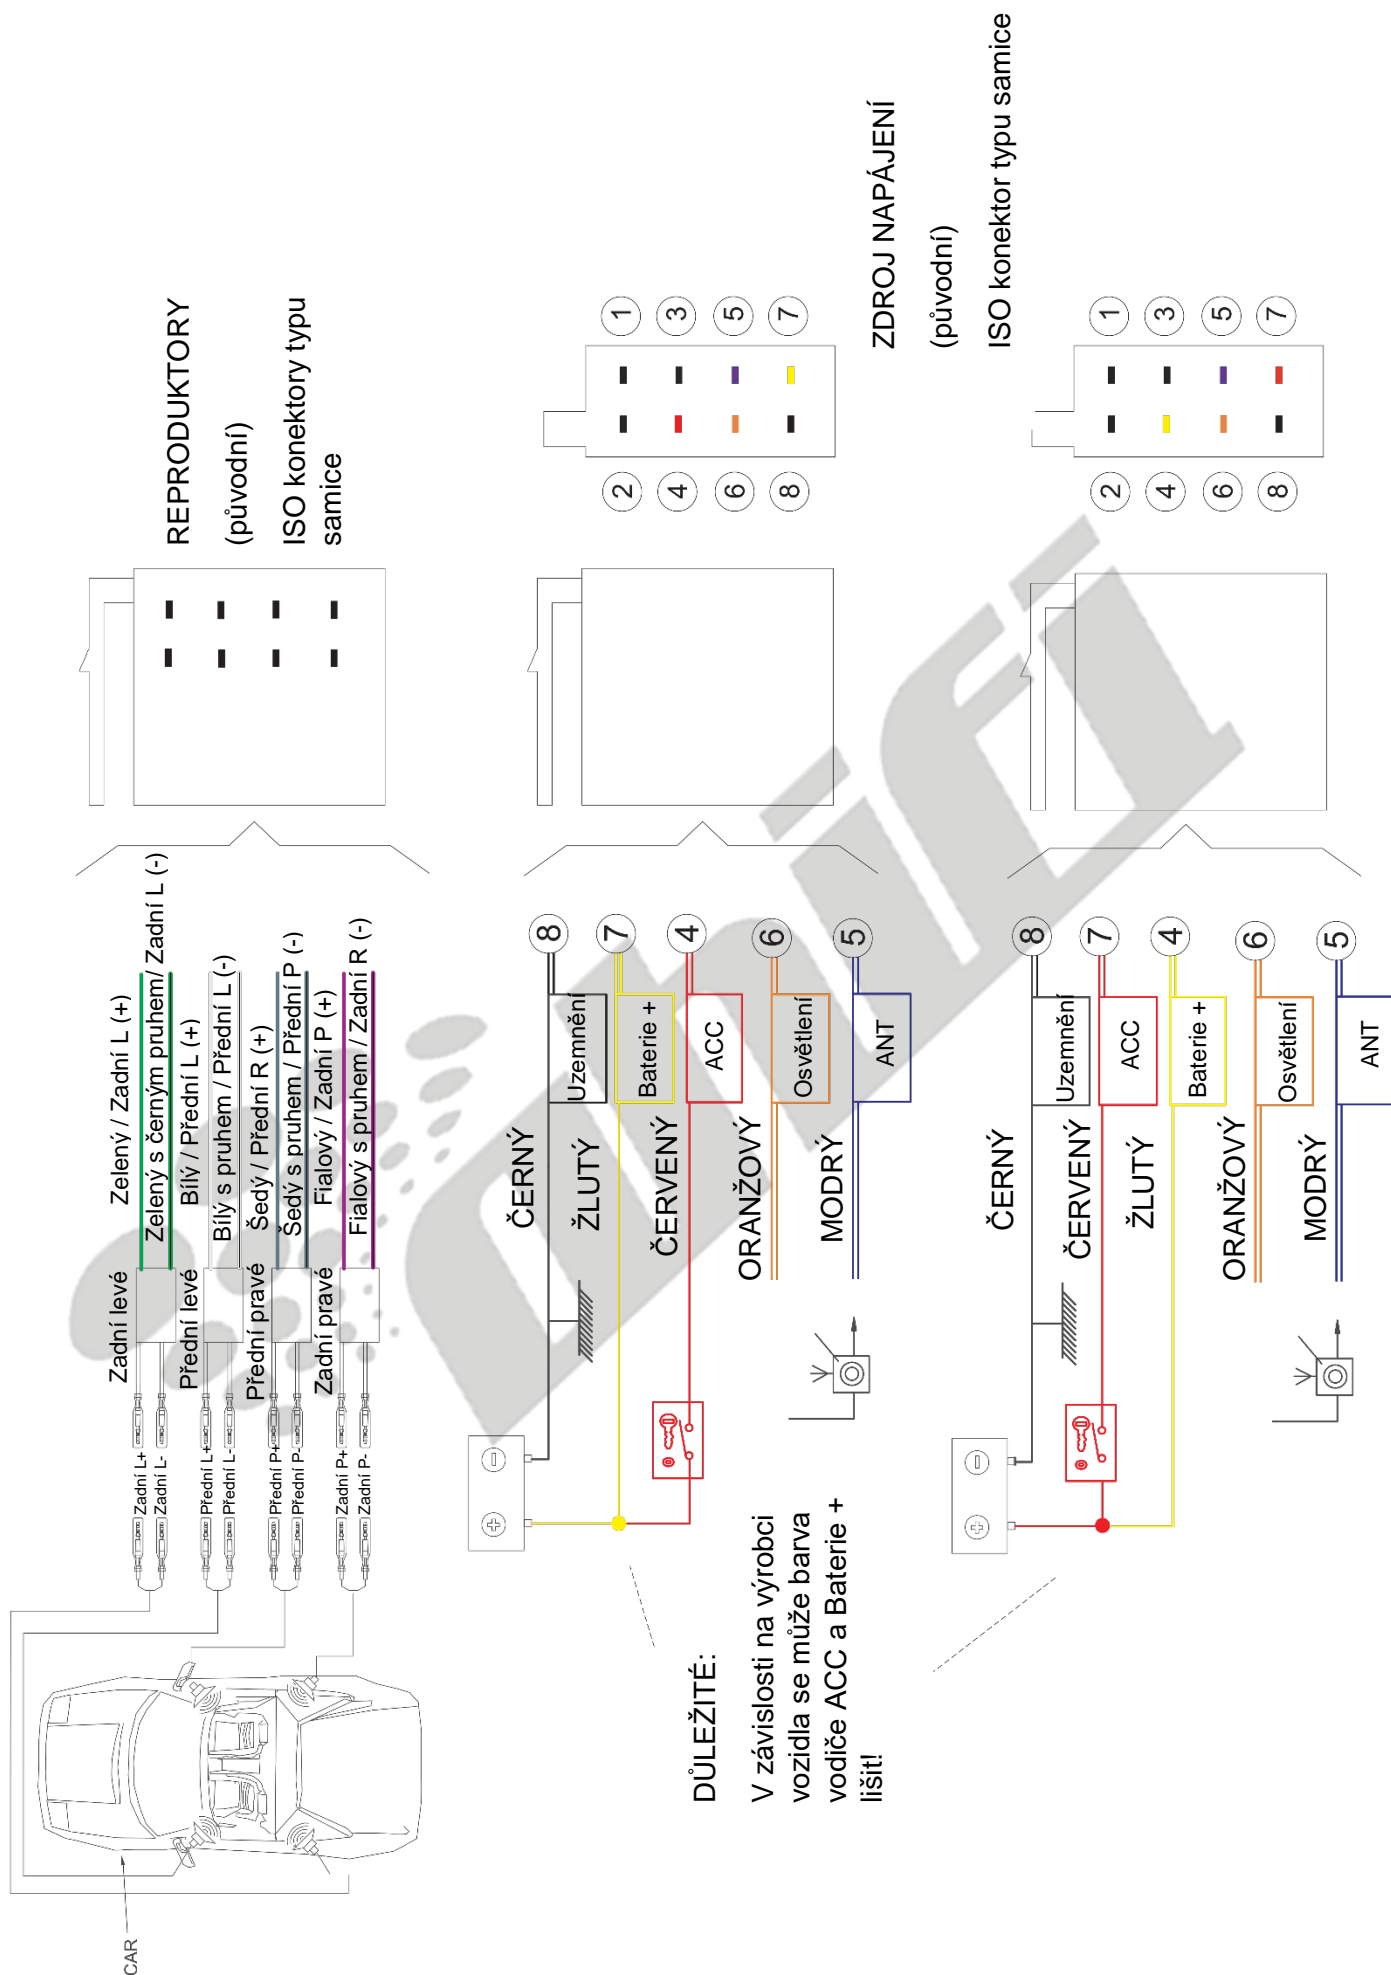 REPRODUKTORY
(původní)
ISO konektory typu
samice
Zelený / Zadní L (+)
Zelený s černým pruhem/ Zadní L (-)
Bílý / Přední L (+)
Bílý s pruhem / Přední L (-)
Šedý / Přední R (+)
Šedý s pruhem / Přední P (-)
Fialový / Zadní P (+)
Fialový s pruhem / Zadní R (-)
Zadní levé
Přední levé
Přední pravé
Zadní pravé
Zadní L+
Zadní L-
Přední L+
Přední L-
Přední P+
Přední P-
Zadní P+
Zadní P-
CAR
ZDROJ NAPÁJENÍ
(původní)
ISO konektor typu samice
1
3
5
7
2
4
6
8
8
7
4
6
5
Uzemnění
Baterie +
ACC
Osvětlení
ANT
ČERNÝ
ŽLUTÝ
ČERVENÝ
ORANŽOVÝ
MODRÝ
DŮLEŽITÉ:
V závislosti na výrobci
vozidla se může barva
vodiče ACC a Baterie +
lišit!
1
3
5
7
2
4
6
8
8
7
4
6
5
Uzemnění
ACC
Baterie +
Osvětlení
ANT
ČERNÝ
ČERVENÝ
ŽLUTÝ
ORANŽOVÝ
MODRÝ
dhifi